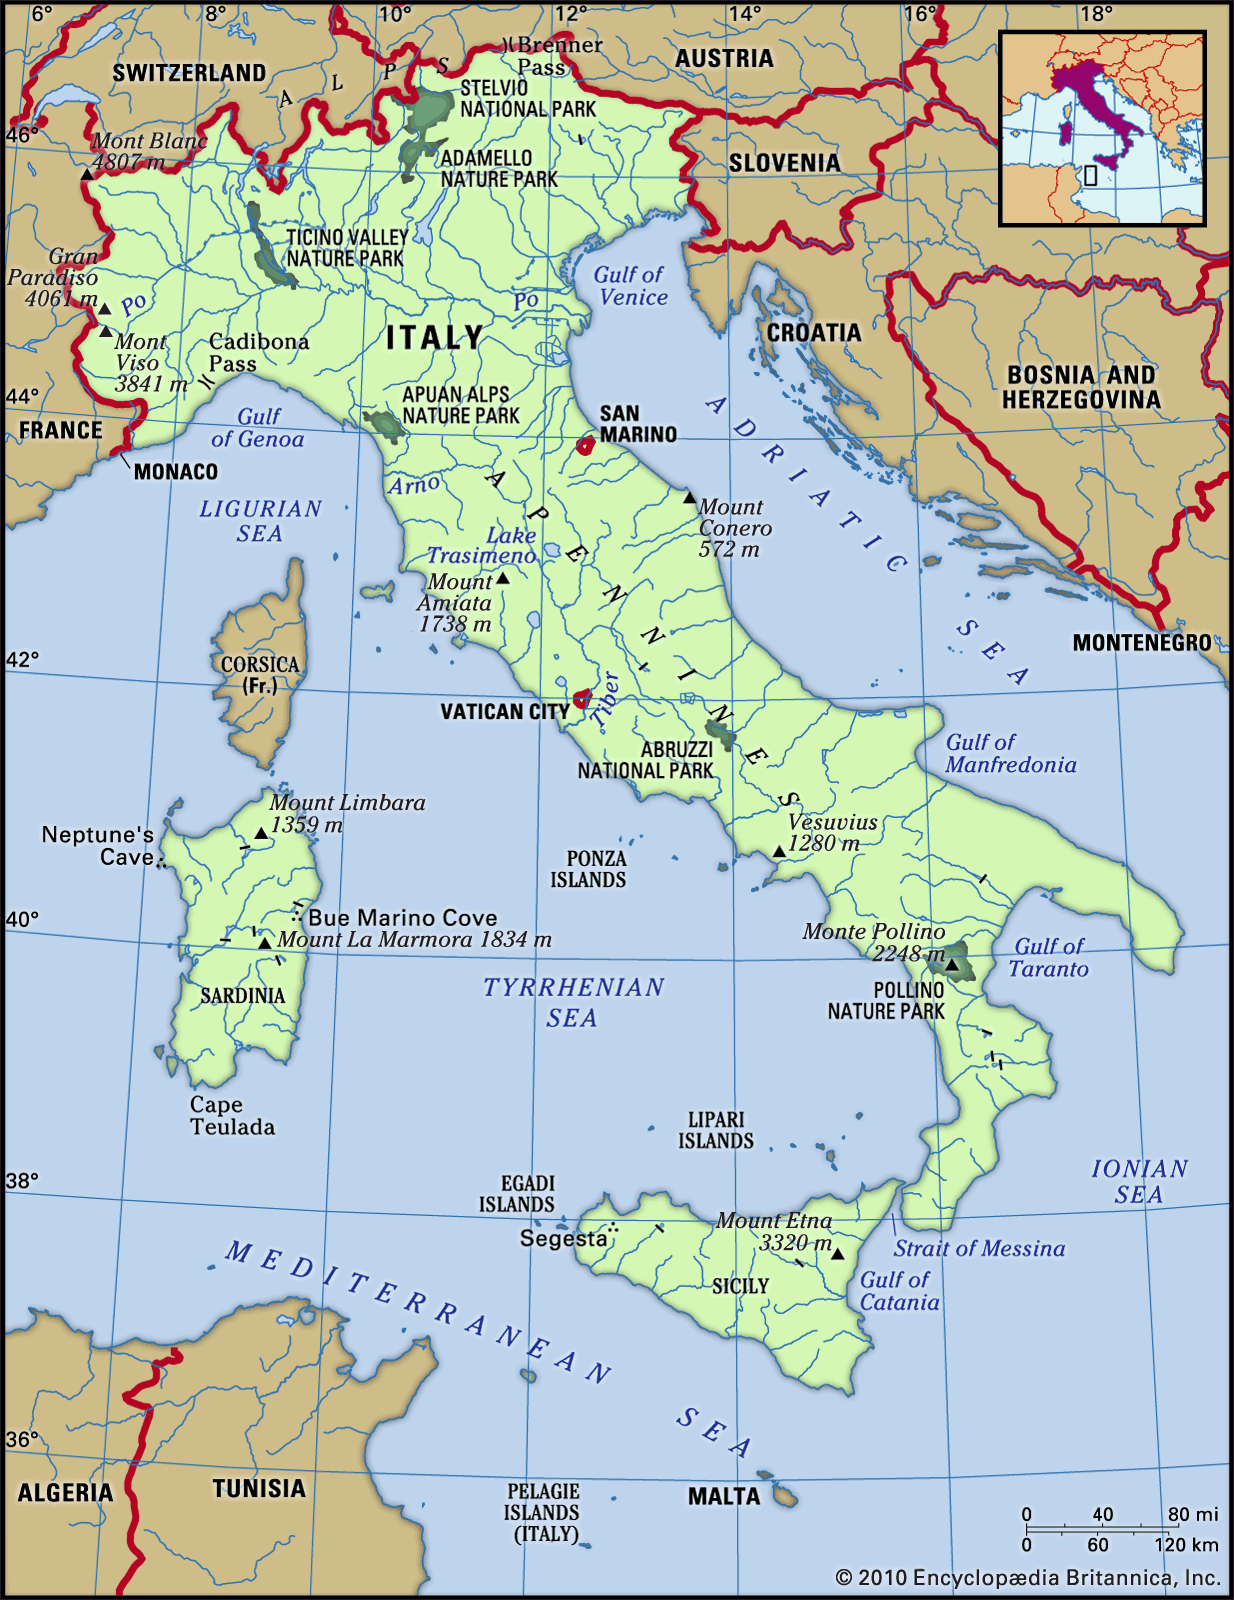 6°
8°
10°
12°
14°
16°
18°
Brenner
Pass
AUSTRIA
SWITZERLAND
A L P S
STELVIO
NATIONAL PARK
46°
Mont Blanc
4807 m
ADAMELLO
NATURE PARK
SLOVENIA
TICINO VALLEY
NATURE PARK
Gran
Paradiso
4061 m
Po
Po
Gulf of
Venice
Mont
Viso
3841 m
Cadibona
Pass
ITALY
CROATIA
BOSNIA AND
HERZEGOVINA
44°
FRANCE
Gulf
of Genoa
APUAN ALPS
NATURE PARK
SAN
MARINO
MONACO
Arno
LIGURIAN
SEA
A P E N N I N E S
ADRIATIC
SEA
Mount
Conero
572 m
Lake
Trasimeno
Mount
Amiata
1738 m
MONTENEGRO
42°
CORSICA
(Fr.)
VATICAN CITY
Tiber
ABRUZZI
NATIONAL PARK
Gulf of
Manfredonia
Mount Limbara
1359 m
Neptune's
Cave
Vesuvius
1280 m
PONZA
ISLANDS
40°
Bue Marino Cove
Mount La Marmora 1834 m
Monte Pollino
2248 m
Gulf of
Taranto
SARDINIA
TYRRHENIAN
SEA
POLLINO
NATURE PARK
Cape
Teulada
LIPARI
ISLANDS
38°
EGADI
ISLANDS
IONIAN
SEA
Segesta
Mount Etna
3320 m
Strait of Messina
SICILY
Gulf of
Catania
MEDITERRANEAN
SEA
36°
ALGERIA
TUNISIA
PELAGIE
ISLANDS
(ITALY)
MALTA
0 40 80 mi
0 60 120 km
© 2010 Encyclopædia Britannica, Inc.